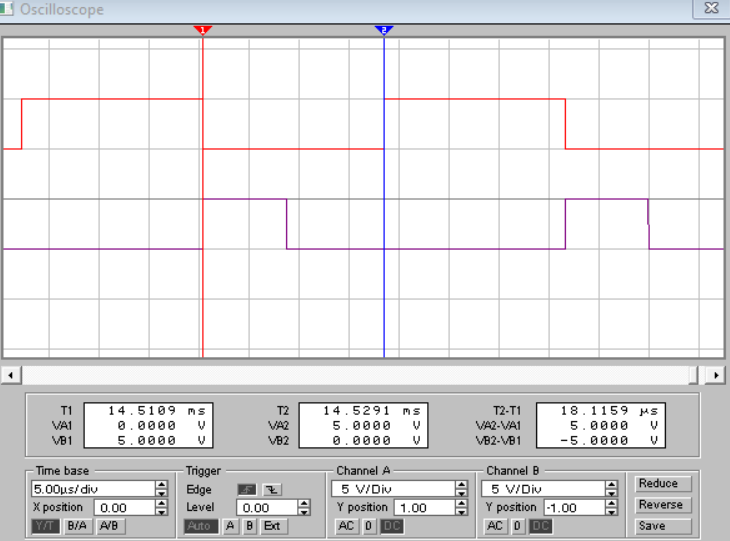 Oscilloscope
1 2
T1 14.5109 ms T2 14.5291 ms T2-T1 18.1159 µs
VA1 0.0000 V VA2 5.0000 V VA2-VA1 5.0000 V
VB1 5.0000 V VB2 0.0000 V VB2-VB1 -5.0000 V
Time base Trigger Channel A Channel B
5.00µs/div Edge 5 V/Div 5 V/Div Reduce
X position 0.00 Level 0.00 Y position 1.00 Y position -1.00 Reverse
Y/T B/A A/B Auto A B Ext AC 0 DC AC 0 DC Save